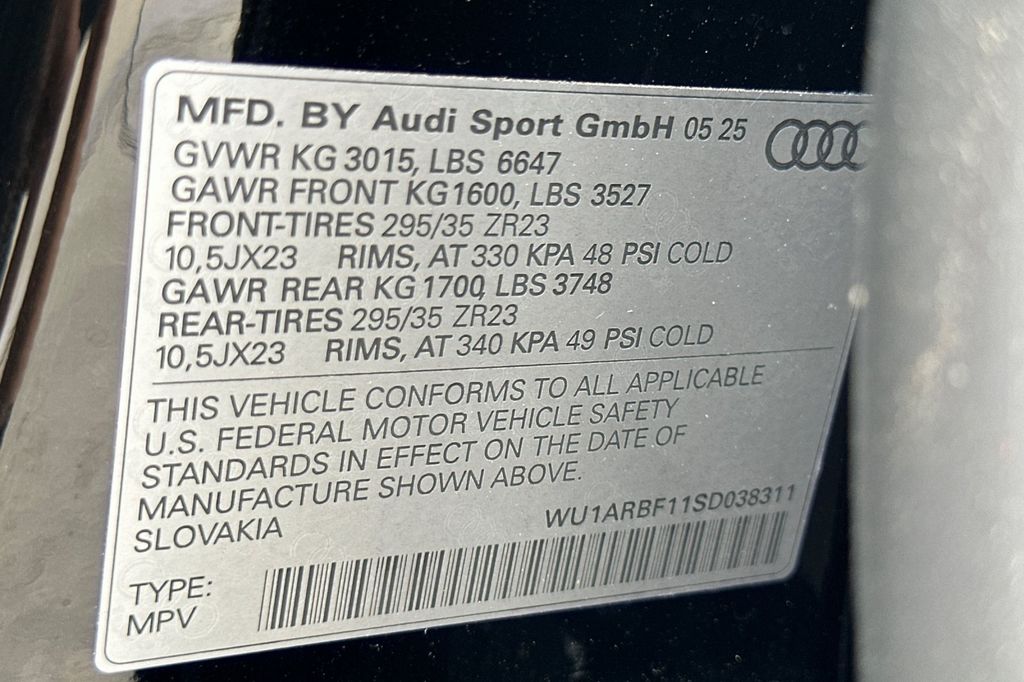 MFD. BY Audi Sport GmbH 05 25
GVWR KG 3015, LBS 6647
GAWR FRONT KG 1600, LBS 3527
FRONT-TIRES 295/35 ZR23
10,5JX23 RIMS, AT 330 KPA 48 PSI COLD
GAWR REAR KG 1700, LBS 3748
REAR-TIRES 295/35 ZR23
10,5JX23 RIMS, AT 340 KPA 49 PSI COLD
THIS VEHICLE CONFORMS TO ALL APPLICABLE
U.S. FEDERAL MOTOR VEHICLE SAFETY
STANDARDS IN EFFECT ON THE DATE OF
MANUFACTURE SHOWN ABOVE.
SLOVAKIA
WU1ARBF11SD038311
TYPE:
MPV